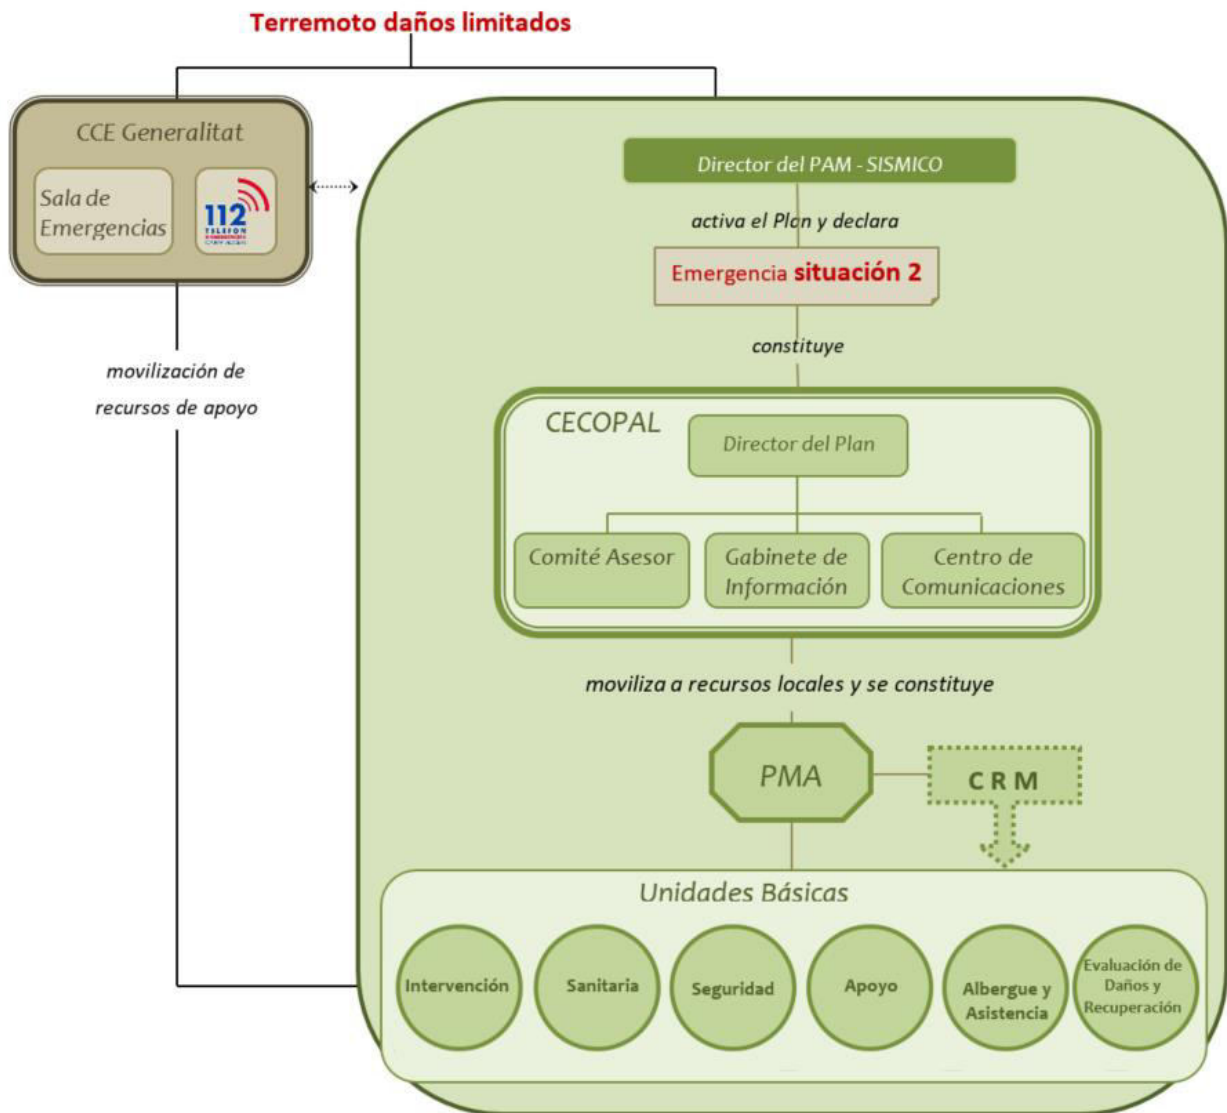 Terremoto daños limitados
CCE Generalitat
Sala de
Emergencias
112
Director del PAM - SISMICO
activa el Plan y declara
Emergencia situación 2
constituye
movilización de
recursos de apoyo
CECOPAL
Director del Plan
Comité Asesor
Gabinete de
Información
Centro de
Comunicaciones
moviliza a recursos locales y se constituye
PMA
C R M
Unidades Básicas
Intervención
Sanitaria
Seguridad
Apoyo
Albergue y
Asistencia
Evaluación de
Daños y
Recuperación